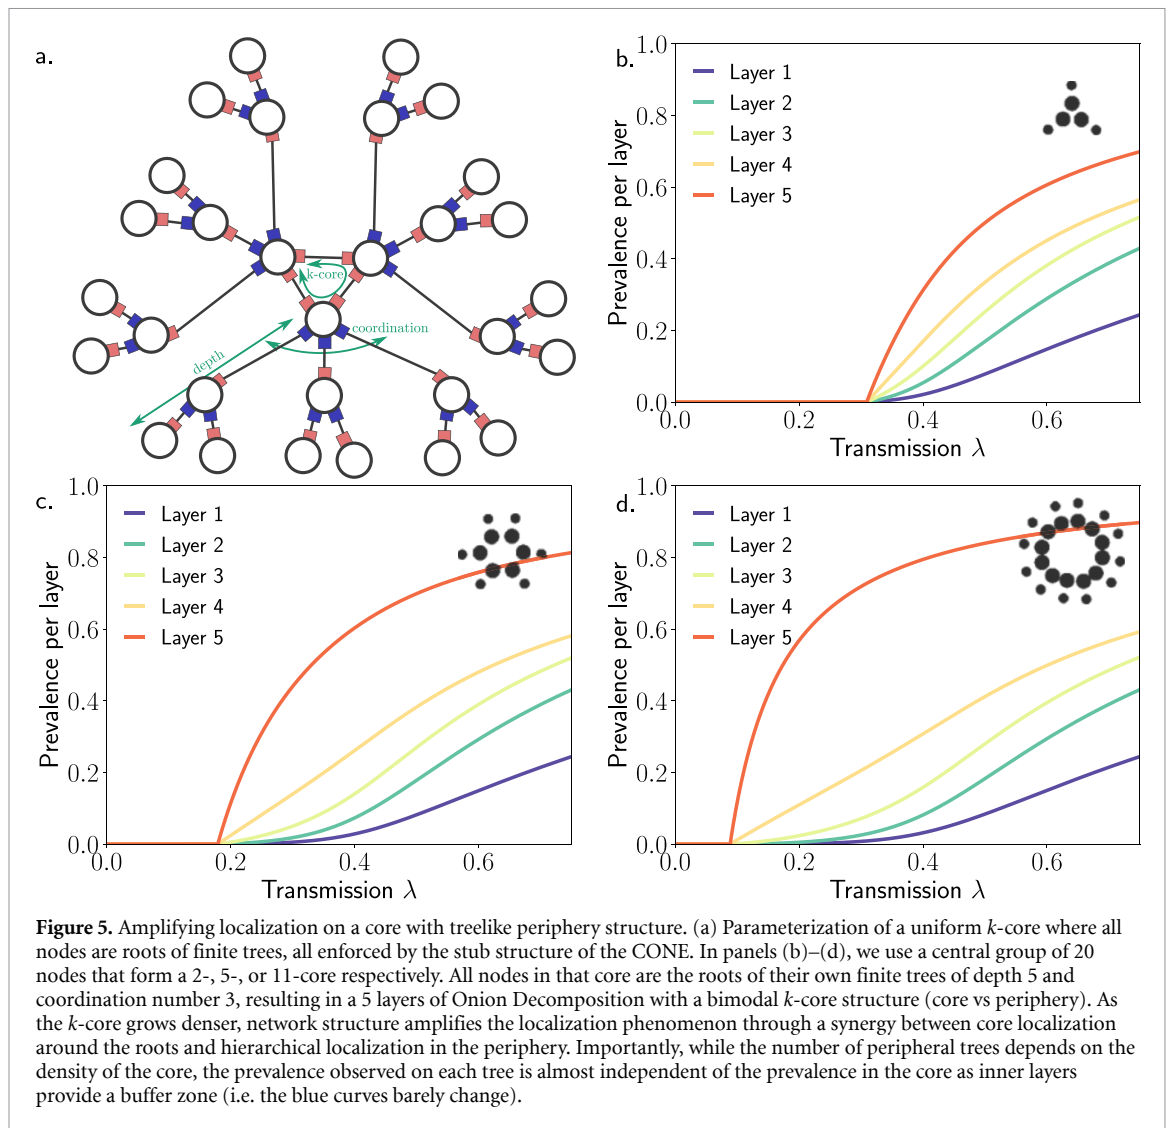 a.
k-core
coordination
depth
b.
Prevalence per layer
1.0
0.8
0.6
0.4
0.2
0.0
Layer 1
Layer 2
Layer 3
Layer 4
Layer 5
0.0 0.2 0.4 0.6
Transmission λ
c.
Prevalence per layer
1.0
0.8
0.6
0.4
0.2
0.0
Layer 1
Layer 2
Layer 3
Layer 4
Layer 5
0.0 0.2 0.4 0.6
Transmission λ
d.
Prevalence per layer
1.0
0.8
0.6
0.4
0.2
0.0
Layer 1
Layer 2
Layer 3
Layer 4
Layer 5
0.0 0.2 0.4 0.6
Transmission λ
Figure 5. Amplifying localization on a core with treelike periphery structure. (a) Parameterization of a uniform k-core where all
nodes are roots of finite trees, all enforced by the stub structure of the CONE. In panels (b)–(d), we use a central group of 20
nodes that form a 2-, 5-, or 11-core respectively. All nodes in that core are the roots of their own finite trees of depth 5 and
coordination number 3, resulting in a 5 layers of Onion Decomposition with a bimodal k-core structure (core vs periphery). As
the k-core grows denser, network structure amplifies the localization phenomenon through a synergy between core localization
around the roots and hierarchical localization in the periphery. Importantly, while the number of peripheral trees depends on the
density of the core, the prevalence observed on each tree is almost independent of the prevalence in the core as inner layers
provide a buffer zone (i.e. the blue curves barely change).